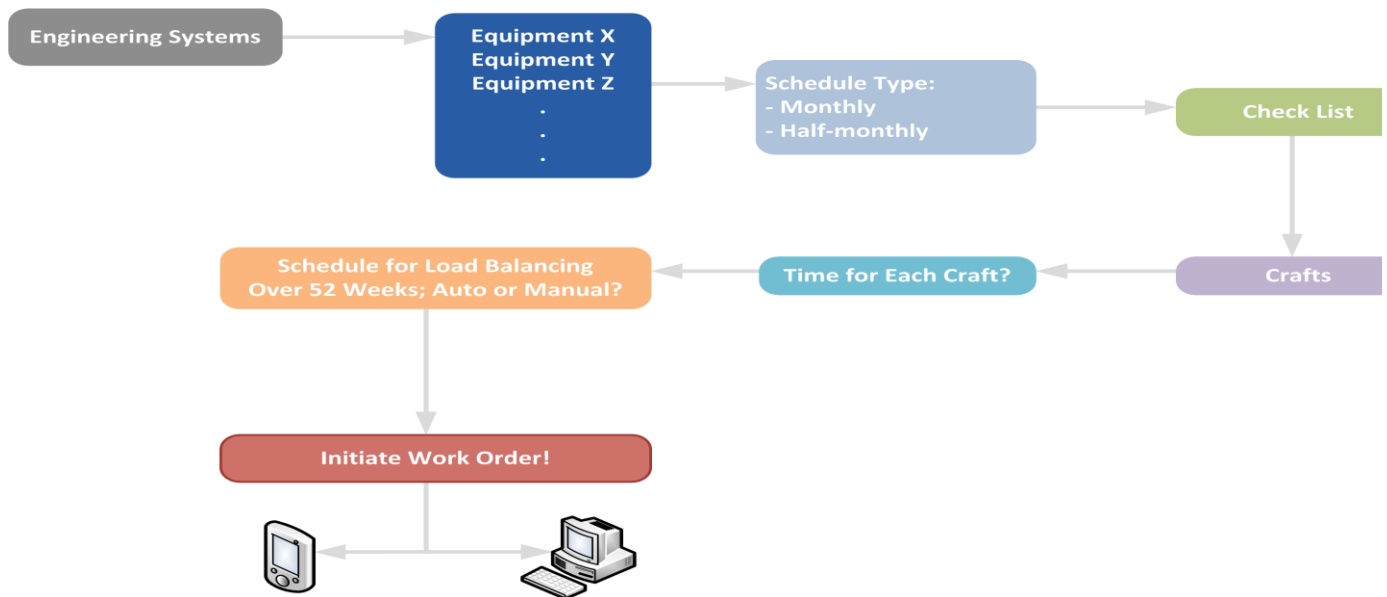 Engineering Systems
Equipment X
Equipment Y
Equipment Z
.
.
.
Schedule Type:
- Monthly
- Half-monthly
Check List
Crafts
Time for Each Craft?
Schedule for Load Balancing
Over 52 Weeks; Auto or Manual?
Initiate Work Order!